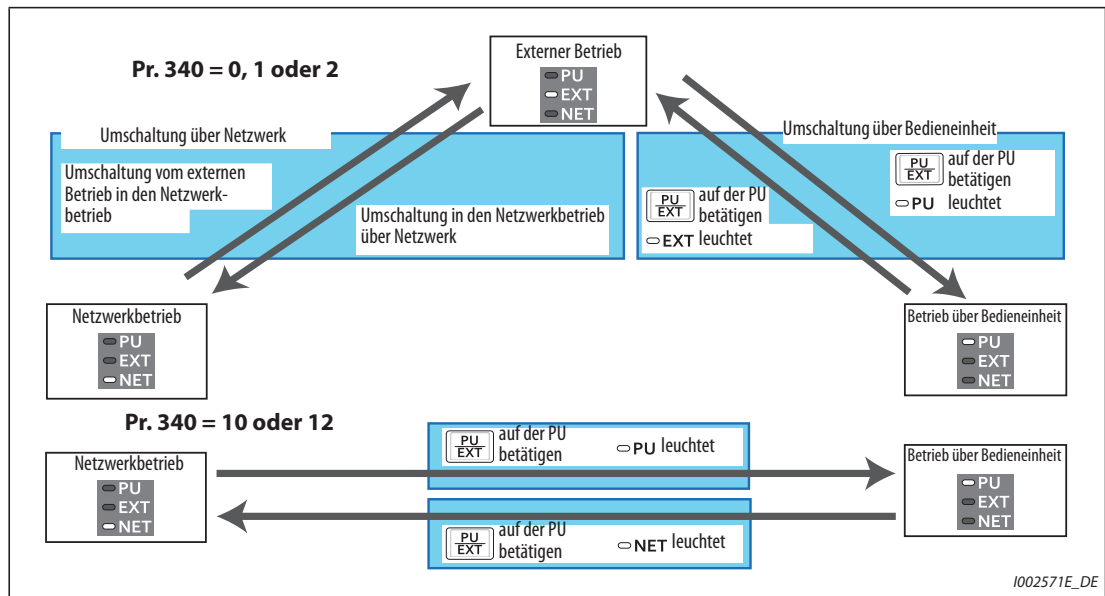 Externer Betrieb
PU
EXT
NET
Pr. 340 = 0, 1 oder 2
Umschaltung über Netzwerk
Umschaltung vom externen
Betrieb in den Netzwerk-
betrieb
Umschaltung in den Netzwerkbetrieb
über Netzwerk
Umschaltung über Bedieneinheit
PU
EXT
auf der PU
betätigen
PU leuchtet
PU
EXT
auf der PU
betätigen
EXT leuchtet
Netzwerkbetrieb
PU
EXT
NET
Betrieb über Bedieneinheit
PU
EXT
NET
Pr. 340 = 10 oder 12
Netzwerkbetrieb
PU
EXT
NET
PU
EXT
auf der PU
betätigen
PU leuchtet
PU
EXT
auf der PU
betätigen
NET leuchtet
Betrieb über Bedieneinheit
PU
EXT
NET
I002571E_DE